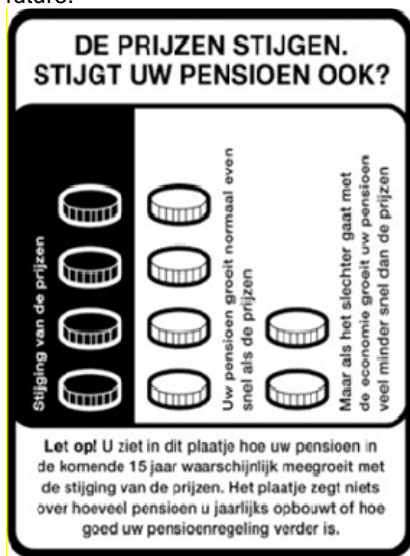 future.
DE PRIJZEN STIJGEN.
STIJGT UW PENSIOEN OOK?
Stijging van de prijzen
Uw pensioen groeit normaal even
snel als de prijzen
Maar als het slechter gaat met
de economie groeit uw pensioen
veel minder snel dan de prijzen
Let op! U ziet in dit plaatje hoe uw pensioen in
de komende 15 jaar waarschijnlijk meegroeit met
de stijging van de prijzen. Het plaatje zegt niets
over hoeveel pensioen u jaarlijks opbouwt of hoe
goed uw pensioenregeling verder is.